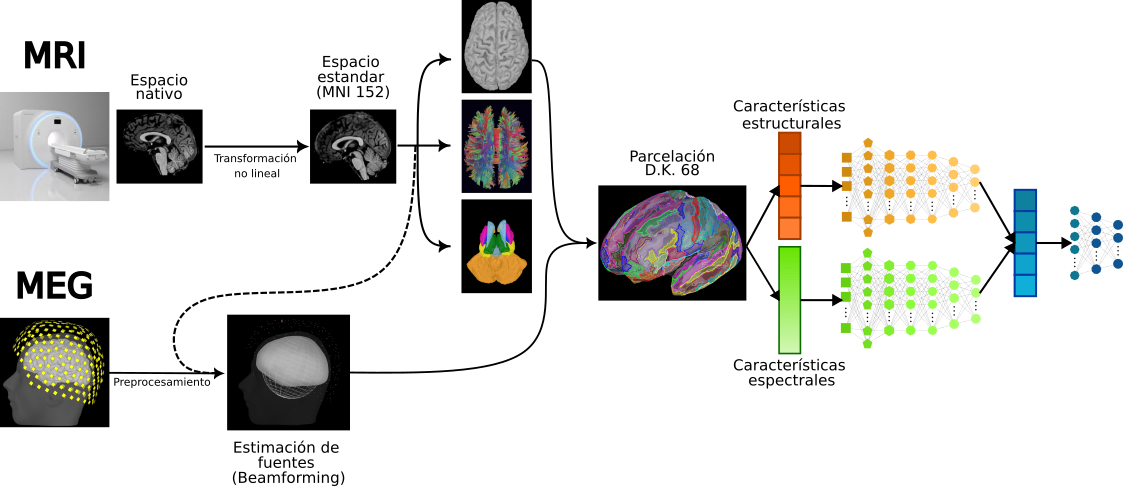 MRI
Espacio
nativo
Transformación
no lineal
Espacio
estandar
(MNI 152)
MEG
Preprocesamiento
Estimación de
fuentes
(Beamforming)
Parcelación
D.K. 68
Características
estructurales
Características
espectrales